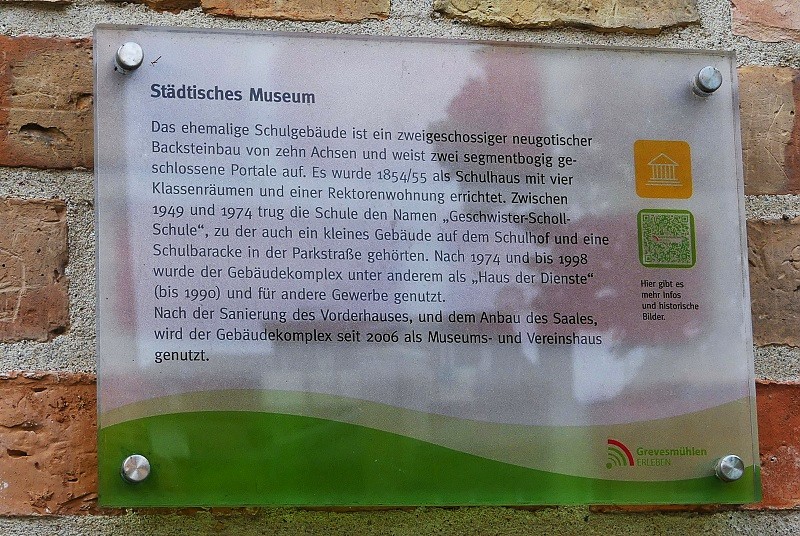 Städtisches Museum
Das ehemalige Schulgebäude ist ein zweigeschossiger neugotischer
Backsteinbau von zehn Achsen und weist zwei segmentbogig ge-
schlossene Portale auf. Es wurde 1854/55 als Schulhaus mit vier
Klassenräumen und einer Rektorenwohnung errichtet. Zwischen
1949 und 1974 trug die Schule den Namen „Geschwister-Scholl-
Schule“, zu der auch ein kleines Gebäude auf dem Schulhof und eine
Schulbaracke in der Parkstraße gehörten. Nach 1974 und bis 1998
wurde der Gebäudekomplex unter anderem als „Haus der Dienste“
(bis 1990) und für andere Gewerbe genutzt.
Nach der Sanierung des Vorderhauses, und dem Anbau des Saales,
wird der Gebäudekomplex seit 2006 als Museums- und Vereinshaus
genutzt.
Hier gibt es
mehr Infos
und historische
Bilder.
Grevesmühlen
ERLEBEN